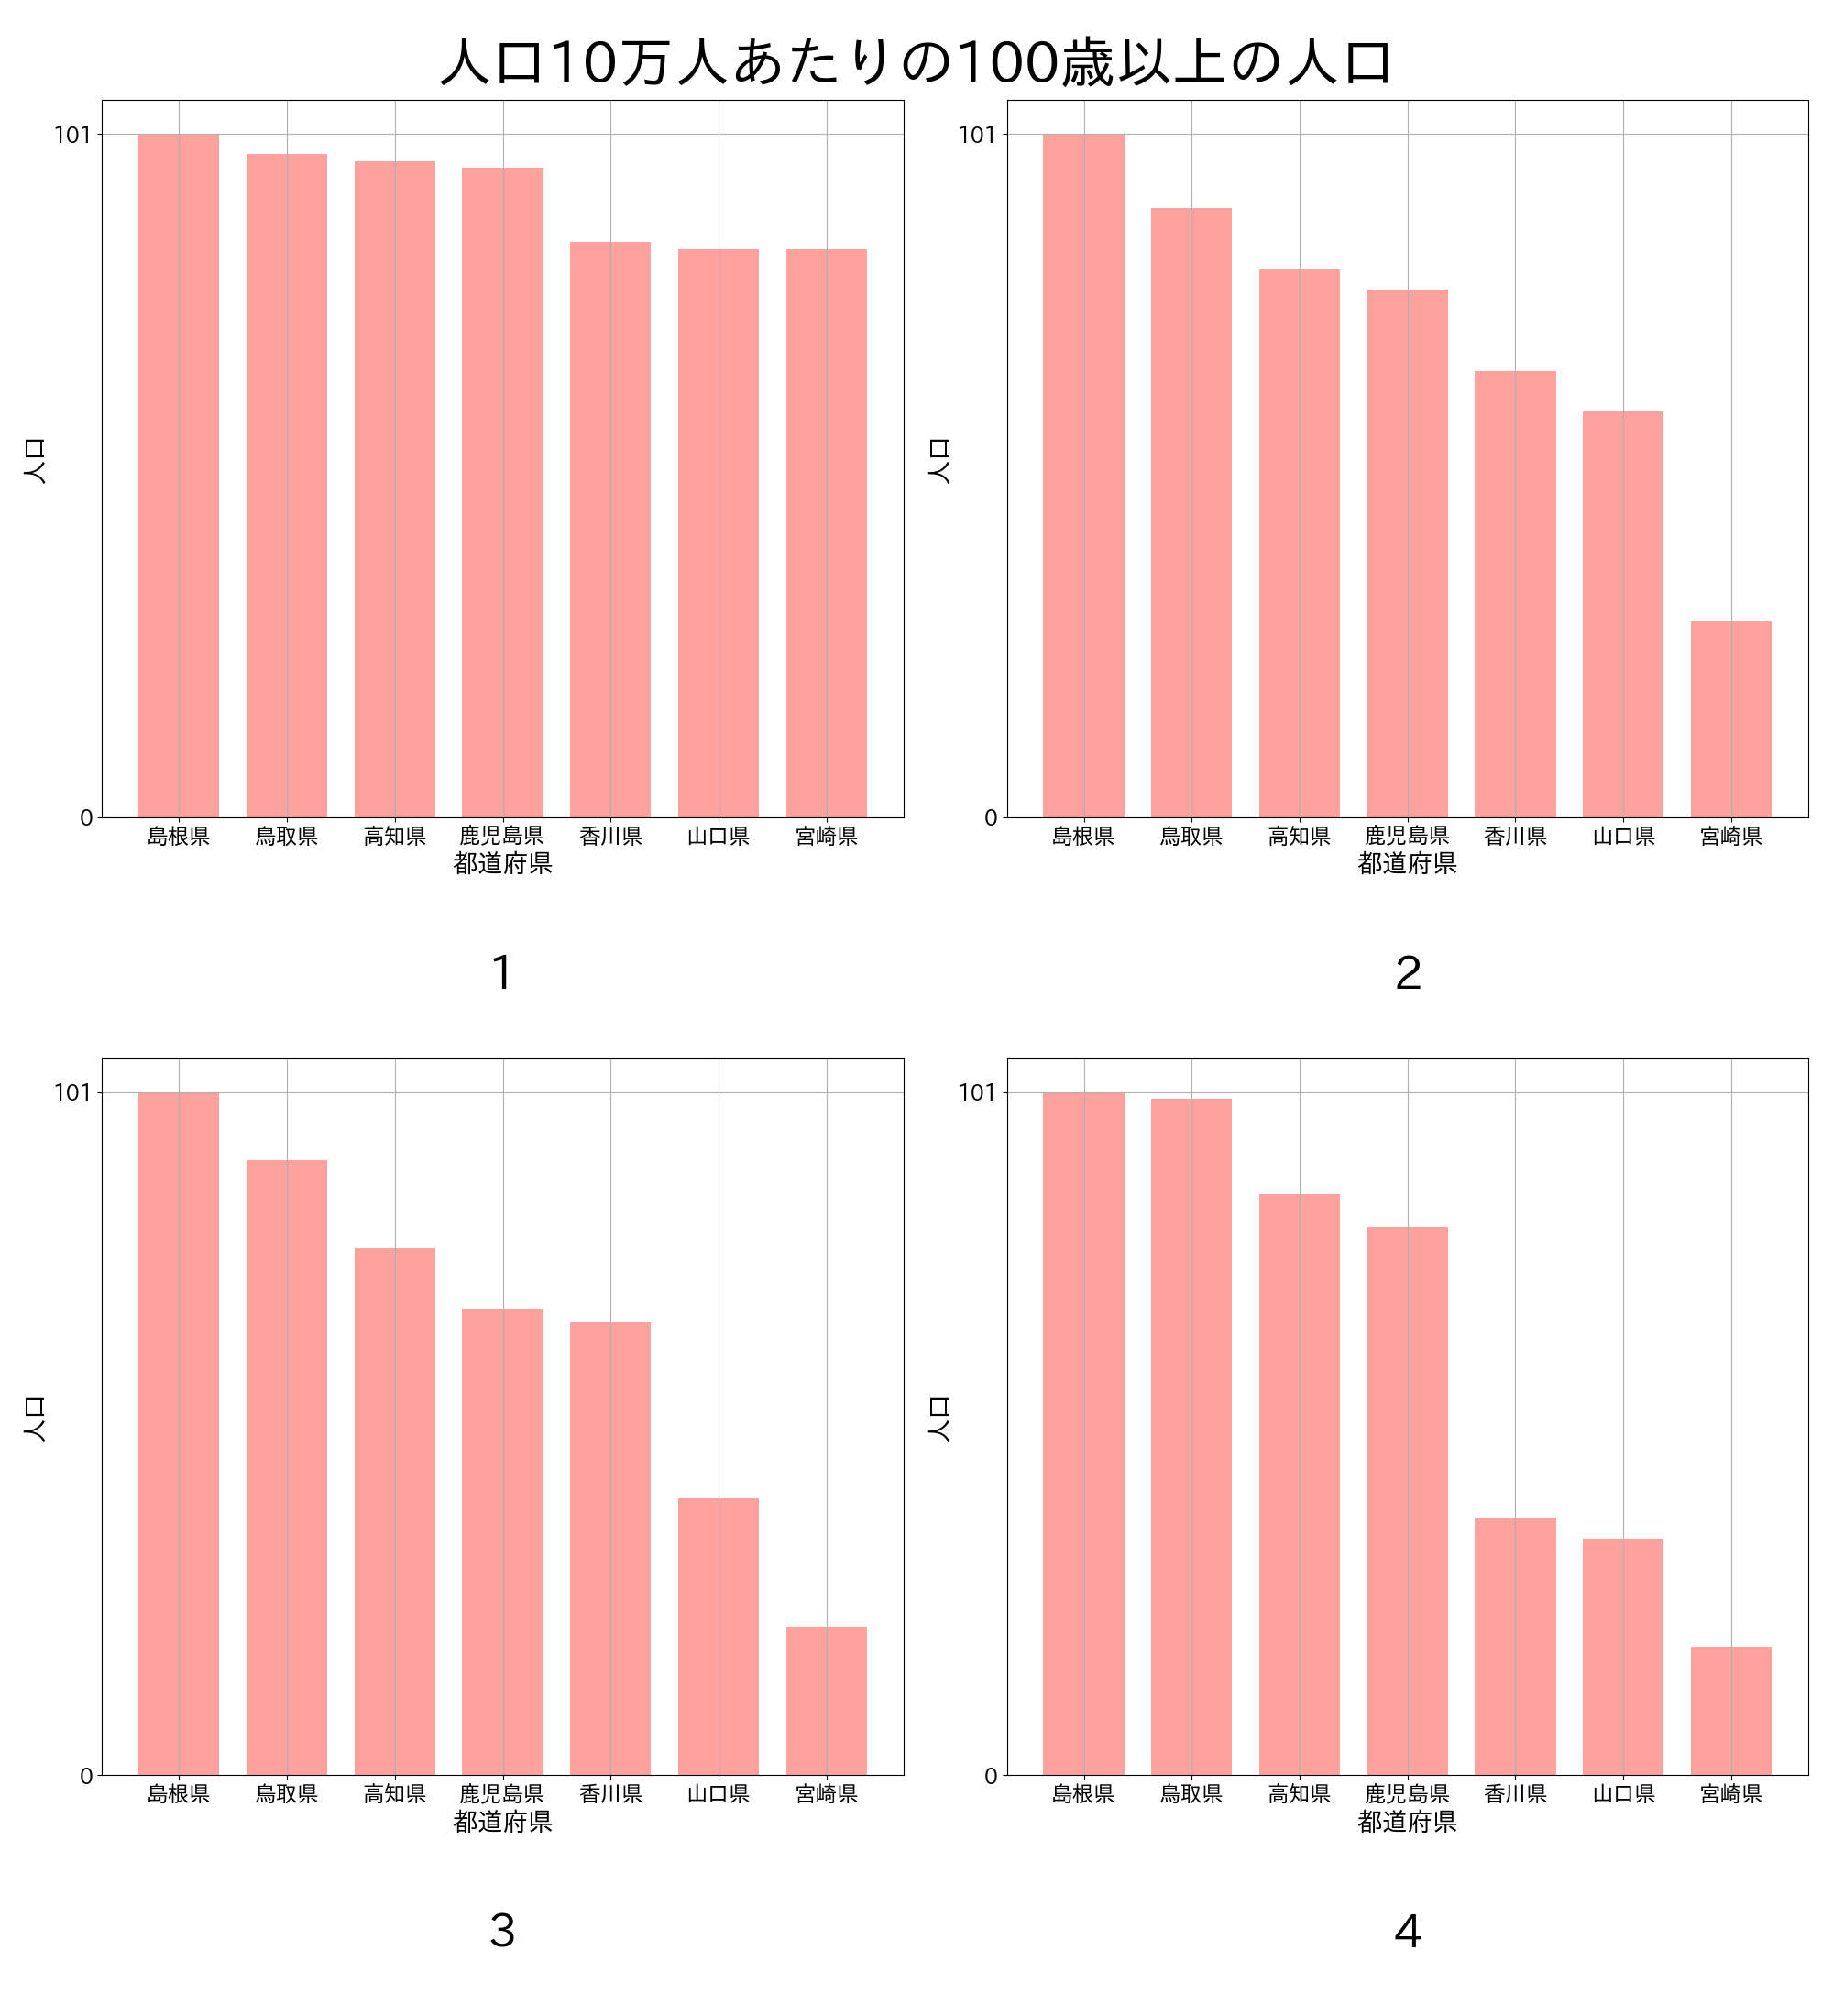 人口10万人あたりの100歳以上の人口
101
人口
0
島根県 鳥取県 高知県 鹿児島県 香川県 山口県 宮崎県
都道府県
1
101
人口
0
島根県 鳥取県 高知県 鹿児島県 香川県 山口県 宮崎県
都道府県
2
101
人口
0
島根県 鳥取県 高知県 鹿児島県 香川県 山口県 宮崎県
都道府県
3
101
人口
0
島根県 鳥取県 高知県 鹿児島県 香川県 山口県 宮崎県
都道府県
4